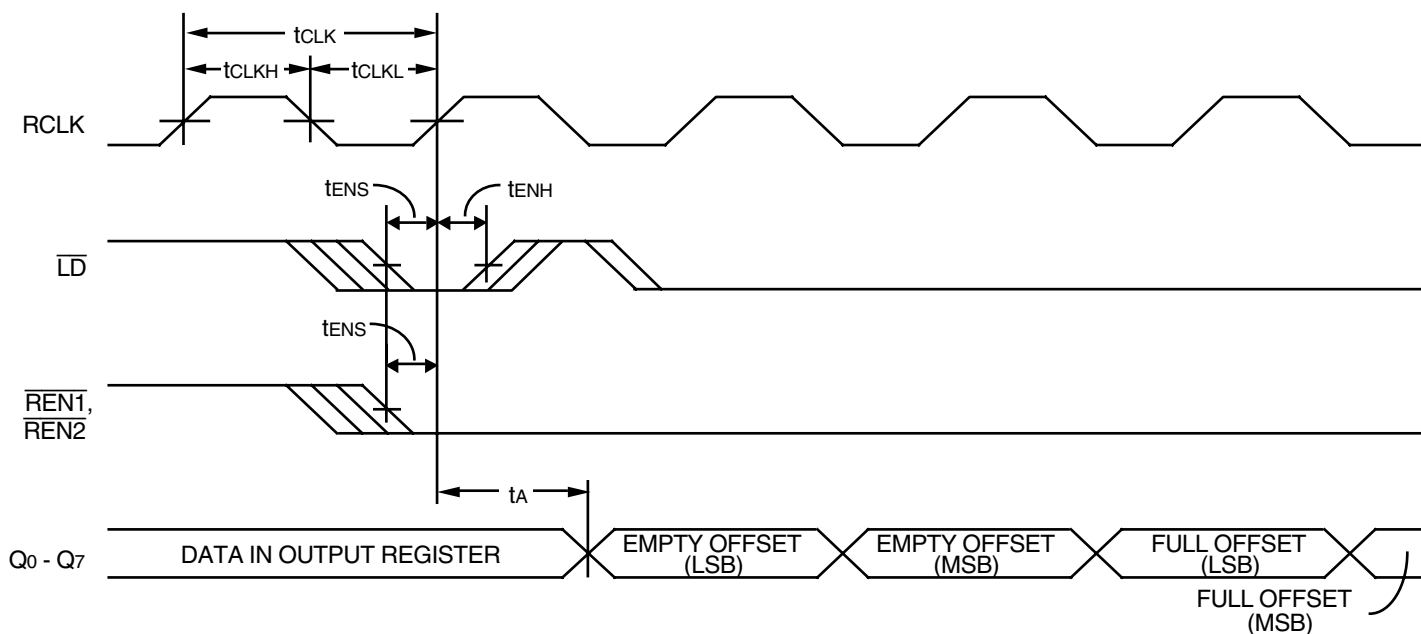 tCLK
tCLKH
tCLKL
RCLK
tENS
tENH
LD
tENS
REN1,
REN2
tA
Q0 - Q7
DATA IN OUTPUT REGISTER
EMPTY OFFSET
(LSB)
EMPTY OFFSET
(MSB)
FULL OFFSET
(LSB)
FULL OFFSET
(MSB)